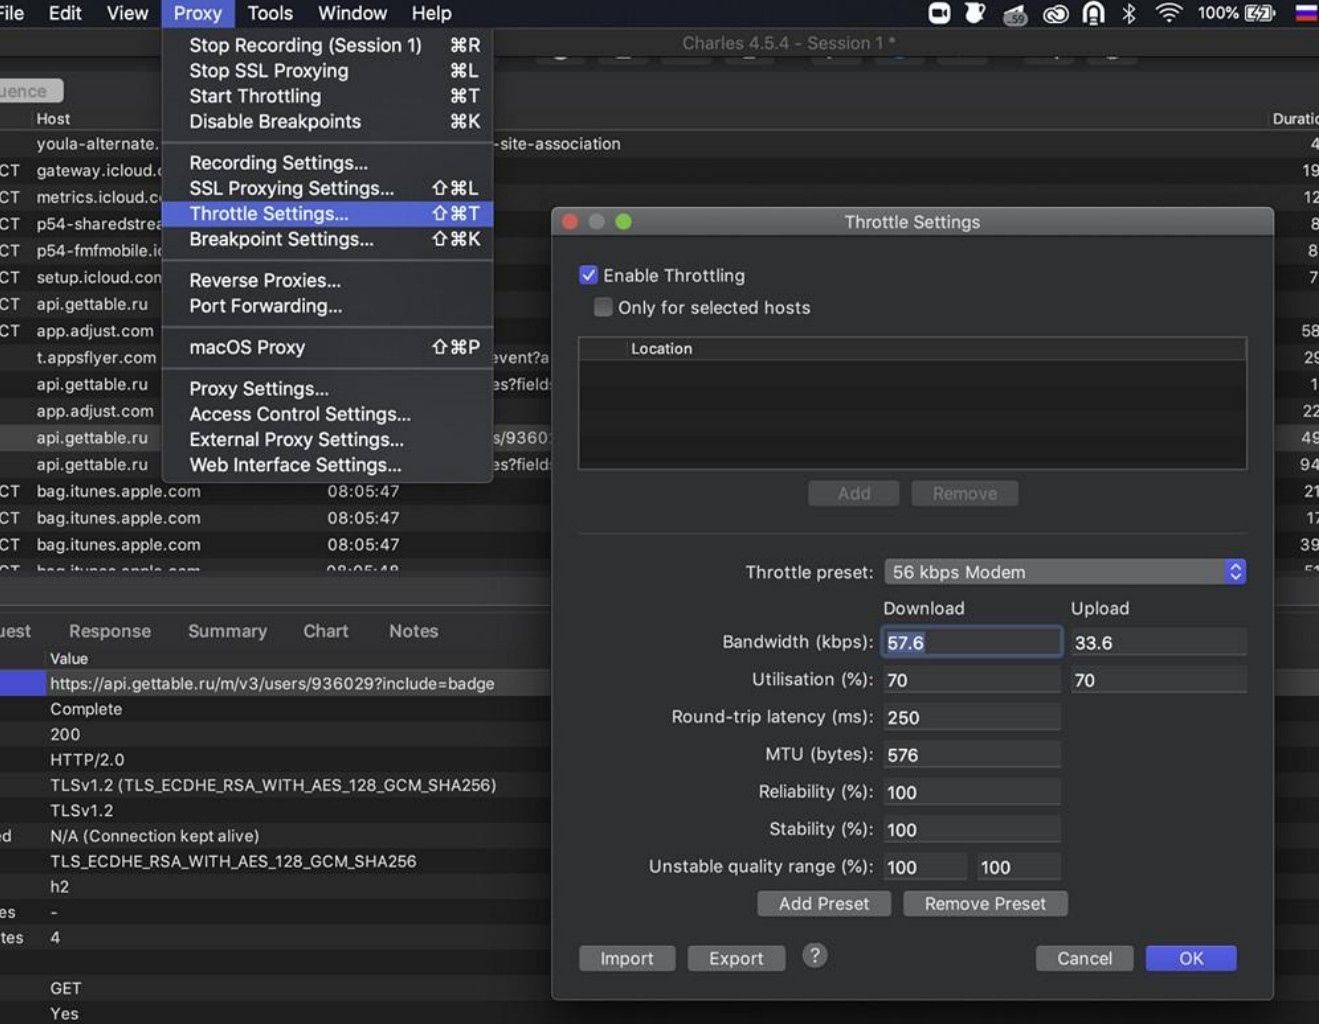 File Edit View Proxy Tools Window Help 100%
Charles 4.5.4 - Session 1 *
Stop Recording (Session 1) ⌘R
Stop SSL Proxying ⌘L
Start Throttling ⌘T
Disable Breakpoints ⌘K
Recording Settings...
SSL Proxying Settings... ⇧⌘L
Throttle Settings... ⇧⌘T
Breakpoint Settings... ⇧⌘K
Reverse Proxies...
Port Forwarding...
macOS Proxy ⇧⌘P
Proxy Settings...
Access Control Settings...
External Proxy Settings...
Web Interface Settings...
uence
Host Duratio
youla-alternate. -site-association 4
CT gateway.icloud.c 19
CT metrics.icloud.c 12
CT p54-sharedstrea 8
CT p54-fmfmobile.ic 8
CT setup.icloud.com 7
CT api.gettable.ru
CT app.adjust.com 58
t.appsflyer.com event?a 29
api.gettable.ru es?field 1
app.adjust.com 22
api.gettable.ru s/9360 49
api.gettable.ru es?field 94
CT bag.itunes.apple.com 08:05:47 21
CT bag.itunes.apple.com 08:05:47 17
CT bag.itunes.apple.com 08:05:47 39
CT bag.itunes.apple.com 08:05:48 51
uest Response Summary Chart Notes
Value
https://api.gettable.ru/m/v3/users/936029?include=badge
Complete
200
HTTP/2.0
TLSv1.2 (TLS_ECDHE_RSA_WITH_AES_128_GCM_SHA256)
TLSv1.2
ed N/A (Connection kept alive)
TLS_ECDHE_RSA_WITH_AES_128_GCM_SHA256
h2
es -
tes 4
GET
Yes
Throttle Settings
Enable Throttling
Only for selected hosts
Location
Add Remove
Throttle preset: 56 kbps Modem
Download Upload
Bandwidth (kbps): 57.6 33.6
Utilisation (%): 70 70
Round-trip latency (ms): 250
MTU (bytes): 576
Reliability (%): 100
Stability (%): 100
Unstable quality range (%): 100 100
Add Preset Remove Preset
Import Export ? Cancel OK